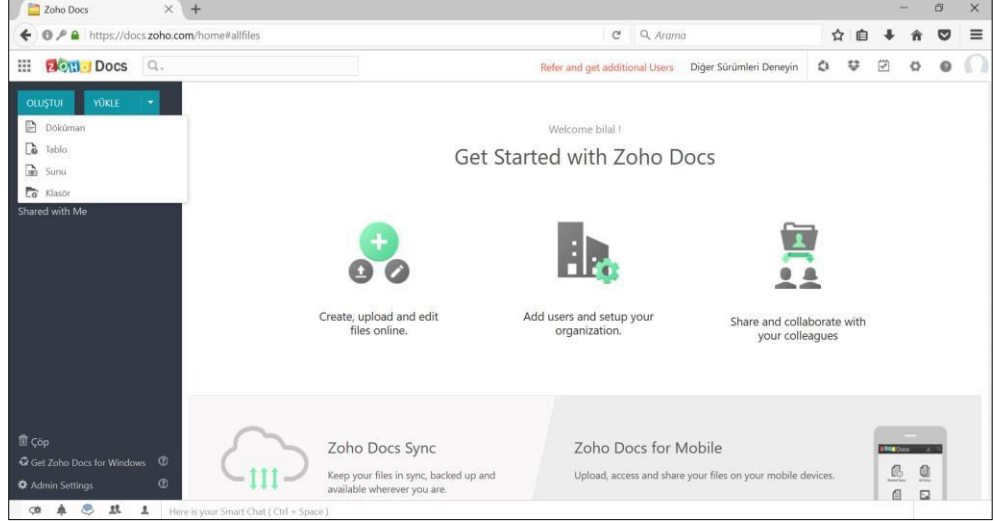 Zoho Docs
https://docs.zoho.com/home#allfiles
Arama
ZOHO Docs
Refer and get additional Users
Diğer Sürümleri Deneyin
OLUŞTUI
YÜKLE
Döküman
Tablo
Sunu
Klasör
Shared with Me
Welcome bilal !
Get Started with Zoho Docs
Create, upload and edit
files online.
Add users and setup your
organization.
Share and collaborate with
your colleagues
Çöp
Get Zoho Docs for Windows
Admin Settings
Zoho Docs Sync
Keep your files in sync, backed up and
available wherever you are.
Zoho Docs for Mobile
Upload, access and share your files on your mobile devices.
Docs
Here is your Smart Chat ( Ctrl + Space )